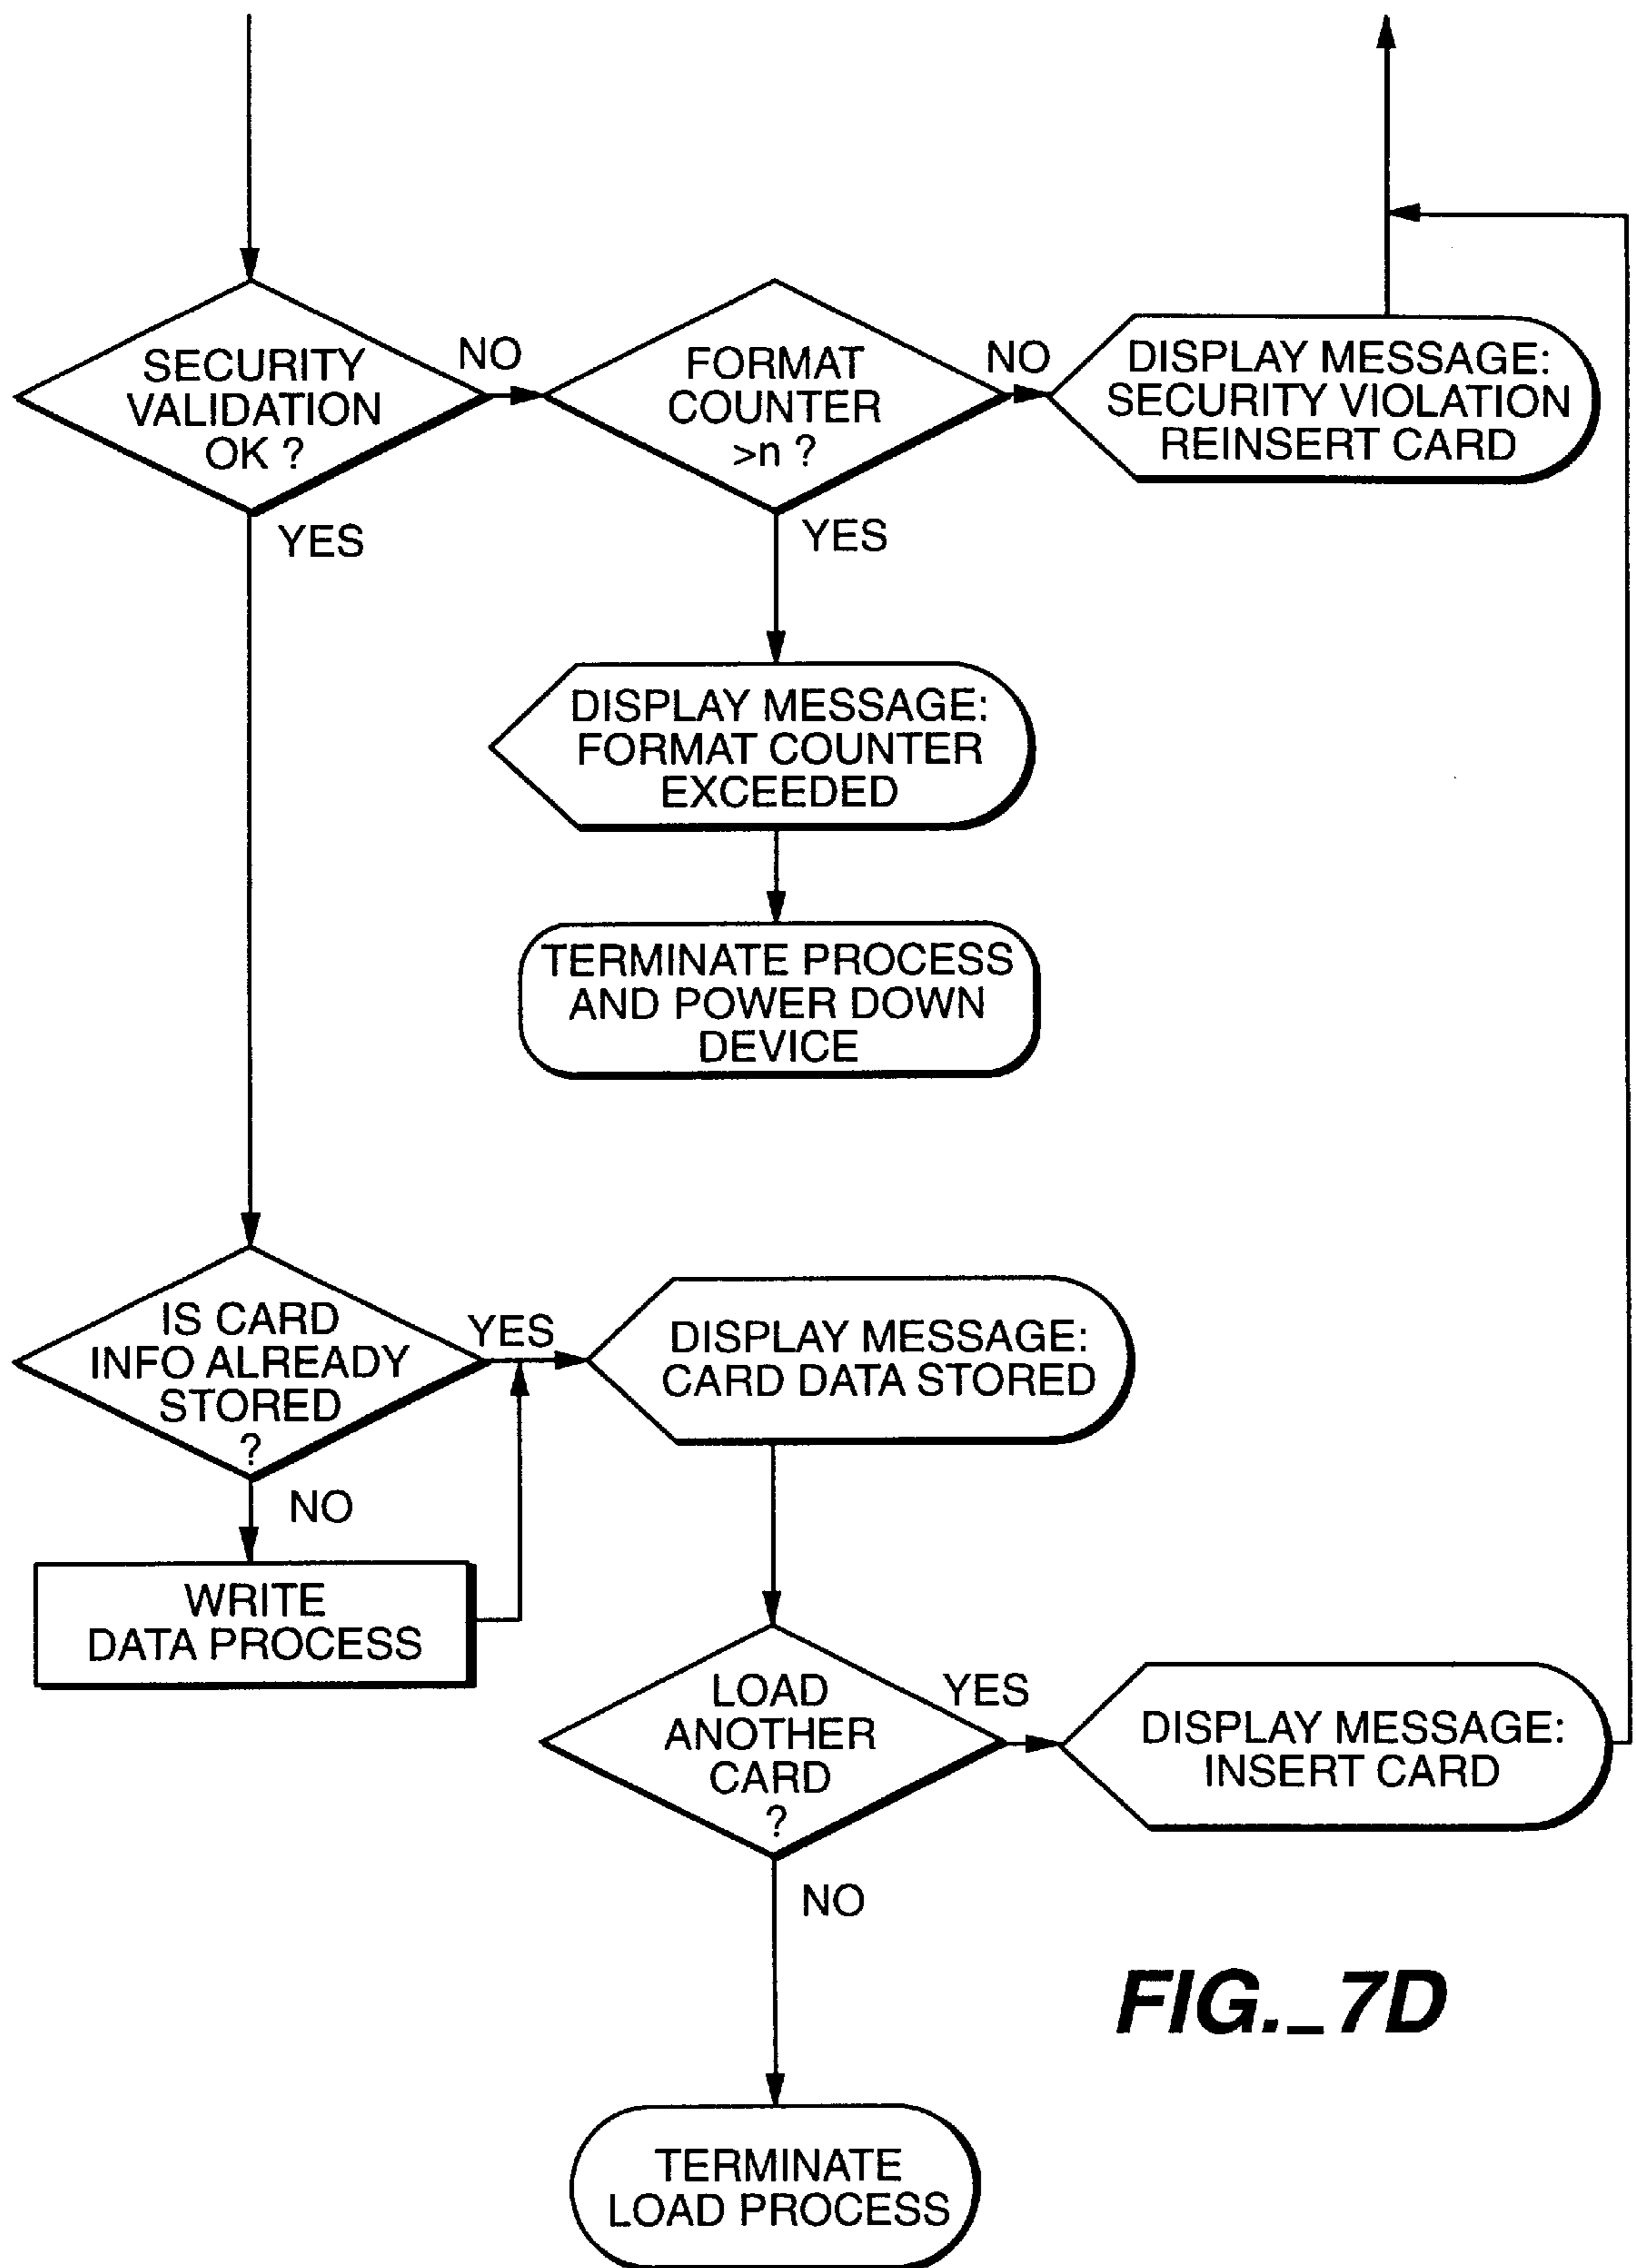 SECURITY
VALIDATION
OK ?
NO
YES
FORMAT
COUNTER
>n ?
NO
YES
DISPLAY MESSAGE:
SECURITY VIOLATION
REINSERT CARD
DISPLAY MESSAGE:
FORMAT COUNTER
EXCEEDED
TERMINATE PROCESS
AND POWER DOWN
DEVICE
IS CARD
INFO ALREADY
STORED
?
YES
NO
DISPLAY MESSAGE:
CARD DATA STORED
WRITE
DATA PROCESS
LOAD
ANOTHER
CARD
?
YES
NO
DISPLAY MESSAGE:
INSERT CARD
FIG._7D
TERMINATE
LOAD PROCESS